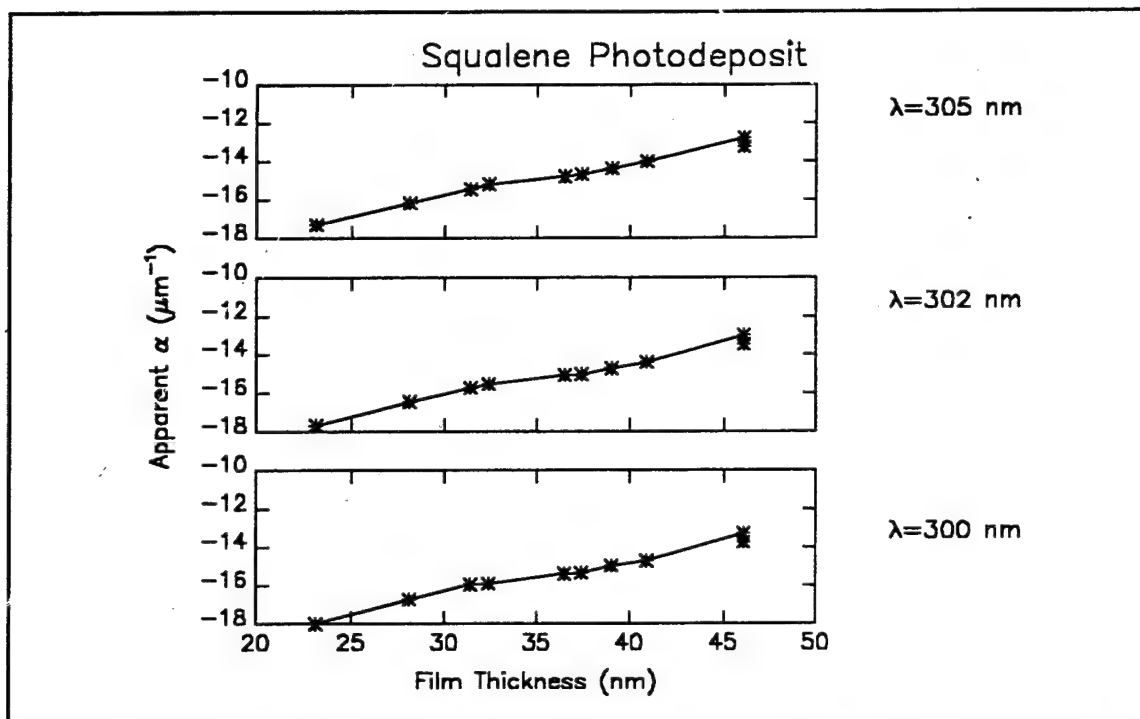 Squalene Photodeposit
-10
-12
-14
-16
-18
λ=305 nm
-10
-12
-14
-16
-18
λ=302 nm
-10
-12
-14
-16
-18
λ=300 nm
20 25 30 35 40 45 50
Film Thickness (nm)
Apparent α (μm⁻¹)